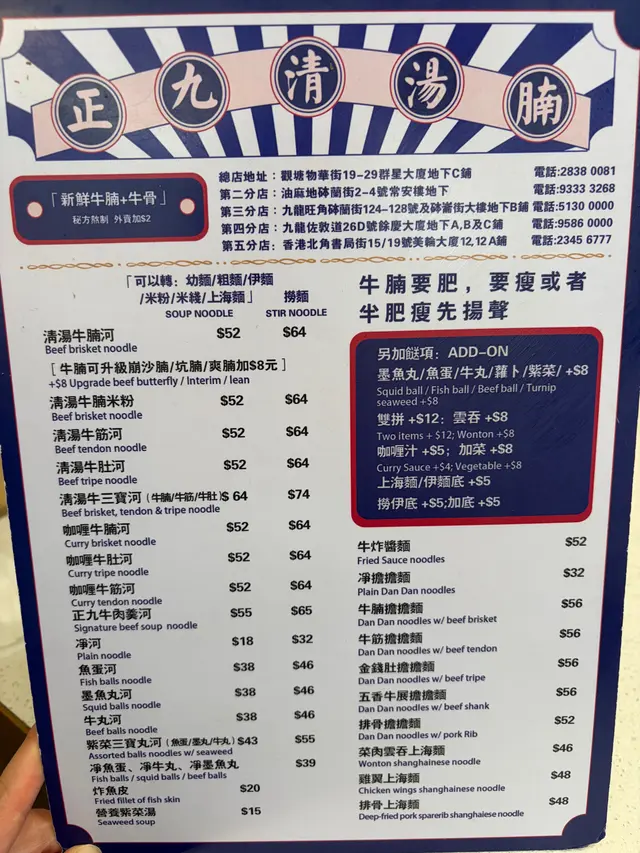 正九清湯腩
「新鮮牛腩+牛骨」
秘方熬制 外賣加$2
總店地址：觀塘物華街19-29群星大廈地下C鋪 電話:2838 0081
第二分店：油麻地砵蘭街2-4號常安樓地下 電話:9333 3268
第三分店：九龍旺角砵蘭街124-128號及砵崙街大樓地下B鋪 電話:5130 0000
第四分店：九龍佐敦道26D號餘慶大廈地下A,B及C鋪 電話:9586 0000
第五分店：香港北角書局街15/19號美輪大廈12,12A鋪 電話:2345 6777
「可以轉：幼麵/粗麵/伊麵
/米粉/米綫/上海麵」 撈麵
SOUP NOODLE STIR NOODLE
清湯牛腩河 $52 $64
Beef brisket noodle
[ 牛腩可升級崩沙腩/坑腩/爽腩加$8元 ]
+$8 Upgrade beef butterfly / Interim / lean
清湯牛腩米粉 $52 $64
Beef brisket noodle
清湯牛筋河 $52 $64
Beef tendon noodle
清湯牛肚河 $52 $64
Beef tripe noodle
清湯牛三寶河 (牛腩/牛筋/牛肚) $64 $74
Beef brisket, tendon & tripe noodle
咖喱牛腩河 $52 $64
Curry brisket noodle
咖喱牛肚河 $52 $64
Curry tripe noodle
咖喱牛筋河 $52 $64
Curry tendon noodle
正九牛肉羹河 $55 $65
Signature beef soup noodle
淨河 $18 $32
Plain noodle
魚蛋河 $38 $46
Fish balls noodle
墨魚丸河 $38 $46
Squid balls noodle
牛丸河 $38 $46
Beef balls noodle
紫菜三寶丸河 (魚蛋/墨丸/牛丸) $43 $55
Assorted balls noodles w/ seaweed
淨魚蛋、淨牛丸、淨墨魚丸 $39
Fish balls / squid balls / beef balls
炸魚皮 $20
Fried fillet of fish skin
營養紫菜湯 $15
Seaweed soup
牛腩要肥，要瘦或者
半肥瘦先揚聲
另加餸項：ADD-ON
墨魚丸/魚蛋/牛丸/蘿卜/紫菜/ +$8
Squid ball / Fish ball / Beef ball / Turnip
seaweed +$8
雙拼 +$12：雲吞 +$8
Two items + $12; Wonton +$8
咖喱汁 +$5；加菜 +$8
Curry Sauce +$4; Vegetable +$8
上海麵/伊麵底 +$5
撈伊底 +$5;加底 +$5
牛炸醬麵 $52
Fried Sauce noodles
凈擔擔麵 $32
Plain Dan Dan noodles
牛腩擔擔麵 $56
Dan Dan noodles w/ beef brisket
牛筋擔擔麵 $56
Dan Dan noodles w/ beef tendon
金錢肚擔擔麵 $56
Dan Dan noodles w/ beef tripe
五香牛展擔擔麵 $56
Dan Dan noodles w/ beef shank
排骨擔擔麵 $52
Dan Dan noodles w/ pork Rib
菜肉雲吞上海麵 $46
Wonton shanghainese noodle
雞翼上海麵 $48
Chicken wings shanghainese noodle
排骨上海麵 $48
Deep-fried pork sparerib shanghaiese noodle